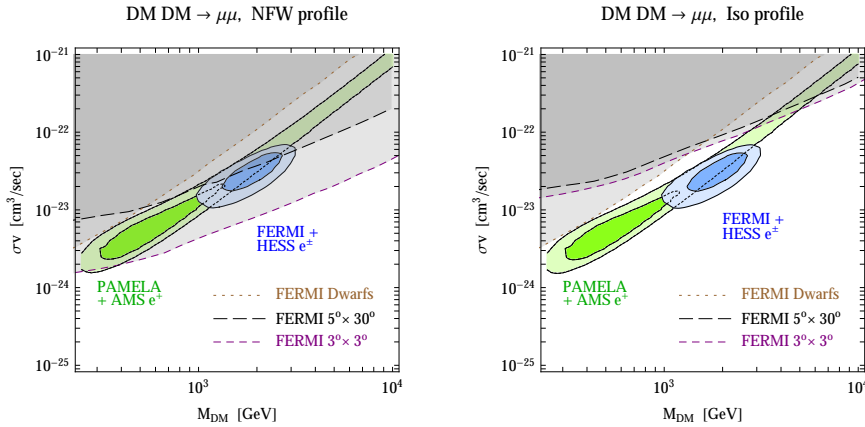 DM DM → μμ, NFW profile
10⁻²¹
10⁻²²
10⁻²³
10⁻²⁴
10⁻²⁵
σv [cm³/sec]
FERMI +
HESS e±
PAMELA
+ AMS e⁺
FERMI Dwarfs
FERMI 5°× 30°
FERMI 3°× 3°
10³
10⁴
M_DM [GeV]
DM DM → μμ, Iso profile
10⁻²¹
10⁻²²
10⁻²³
10⁻²⁴
10⁻²⁵
σv [cm³/sec]
FERMI +
HESS e±
PAMELA
+ AMS e⁺
FERMI Dwarfs
FERMI 5°× 30°
FERMI 3°× 3°
10³
10⁴
M_DM [GeV]